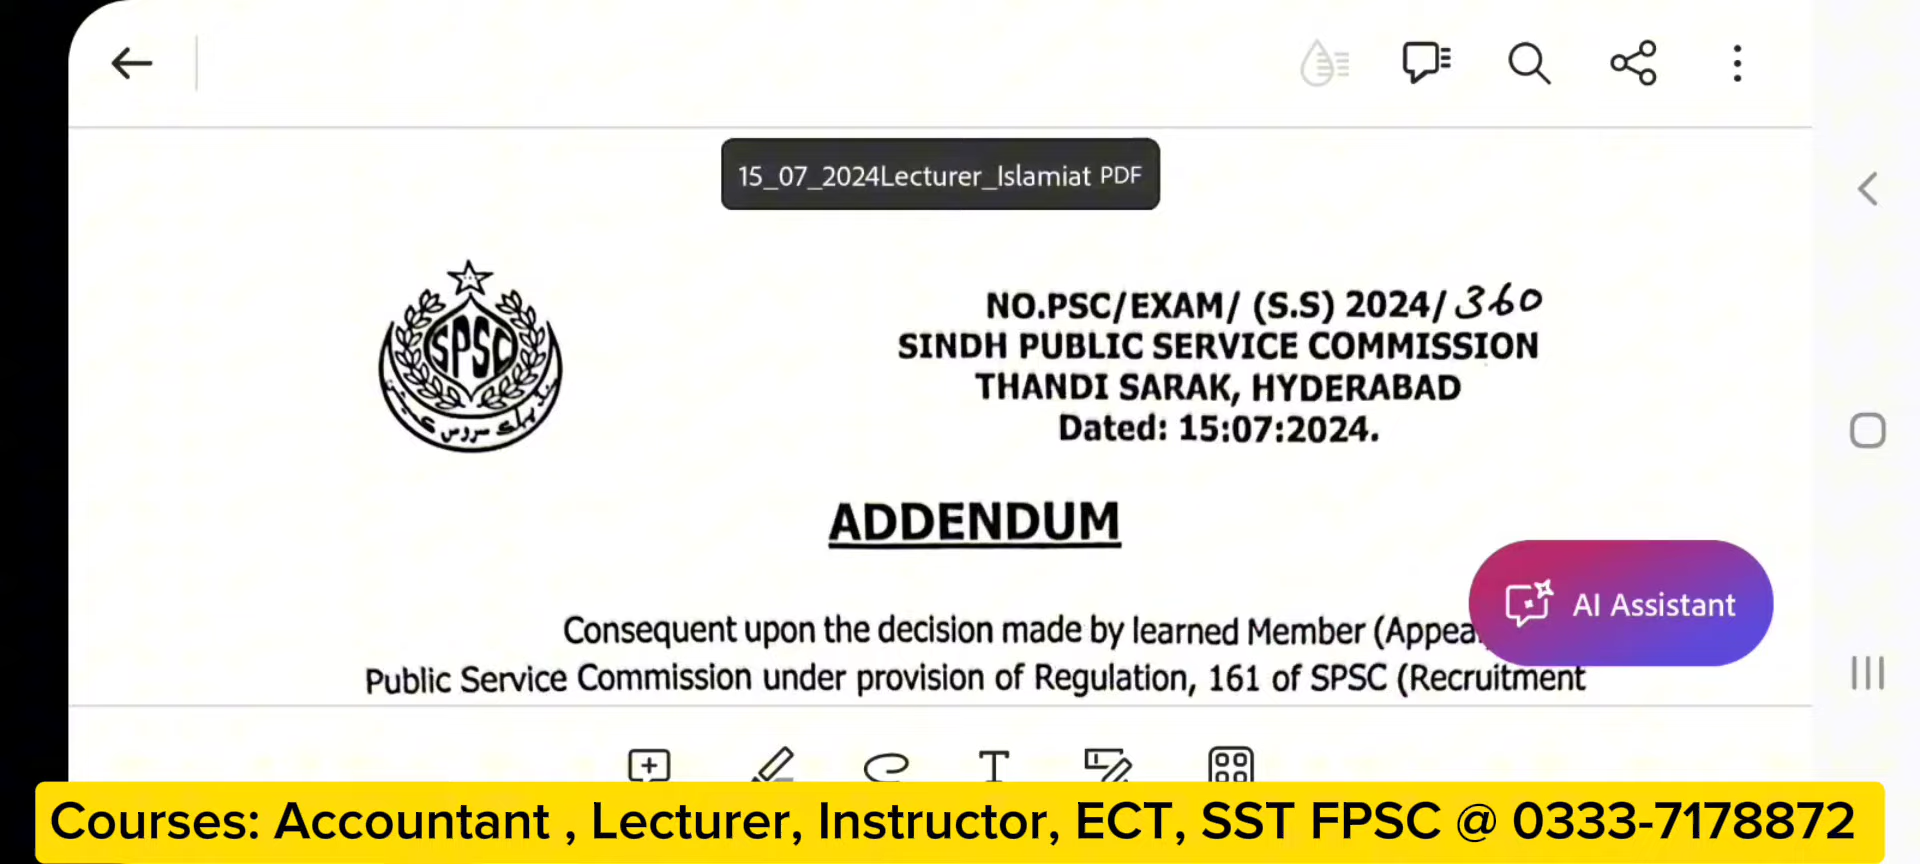 15_07_2024Lecturer_Islamiat PDF
SPSC
NO.PSC/EXAM/ (S.S) 2024/360
SINDH PUBLIC SERVICE COMMISSION
THANDI SARAK, HYDERABAD
Dated: 15:07:2024.
ADDENDUM
Consequent upon the decision made by learned Member (Appea
Public Service Commission under provision of Regulation, 161 of SPSC (Recruitment
AI Assistant
Courses: Accountant , Lecturer, Instructor, ECT, SST FPSC @ 0333-7178872